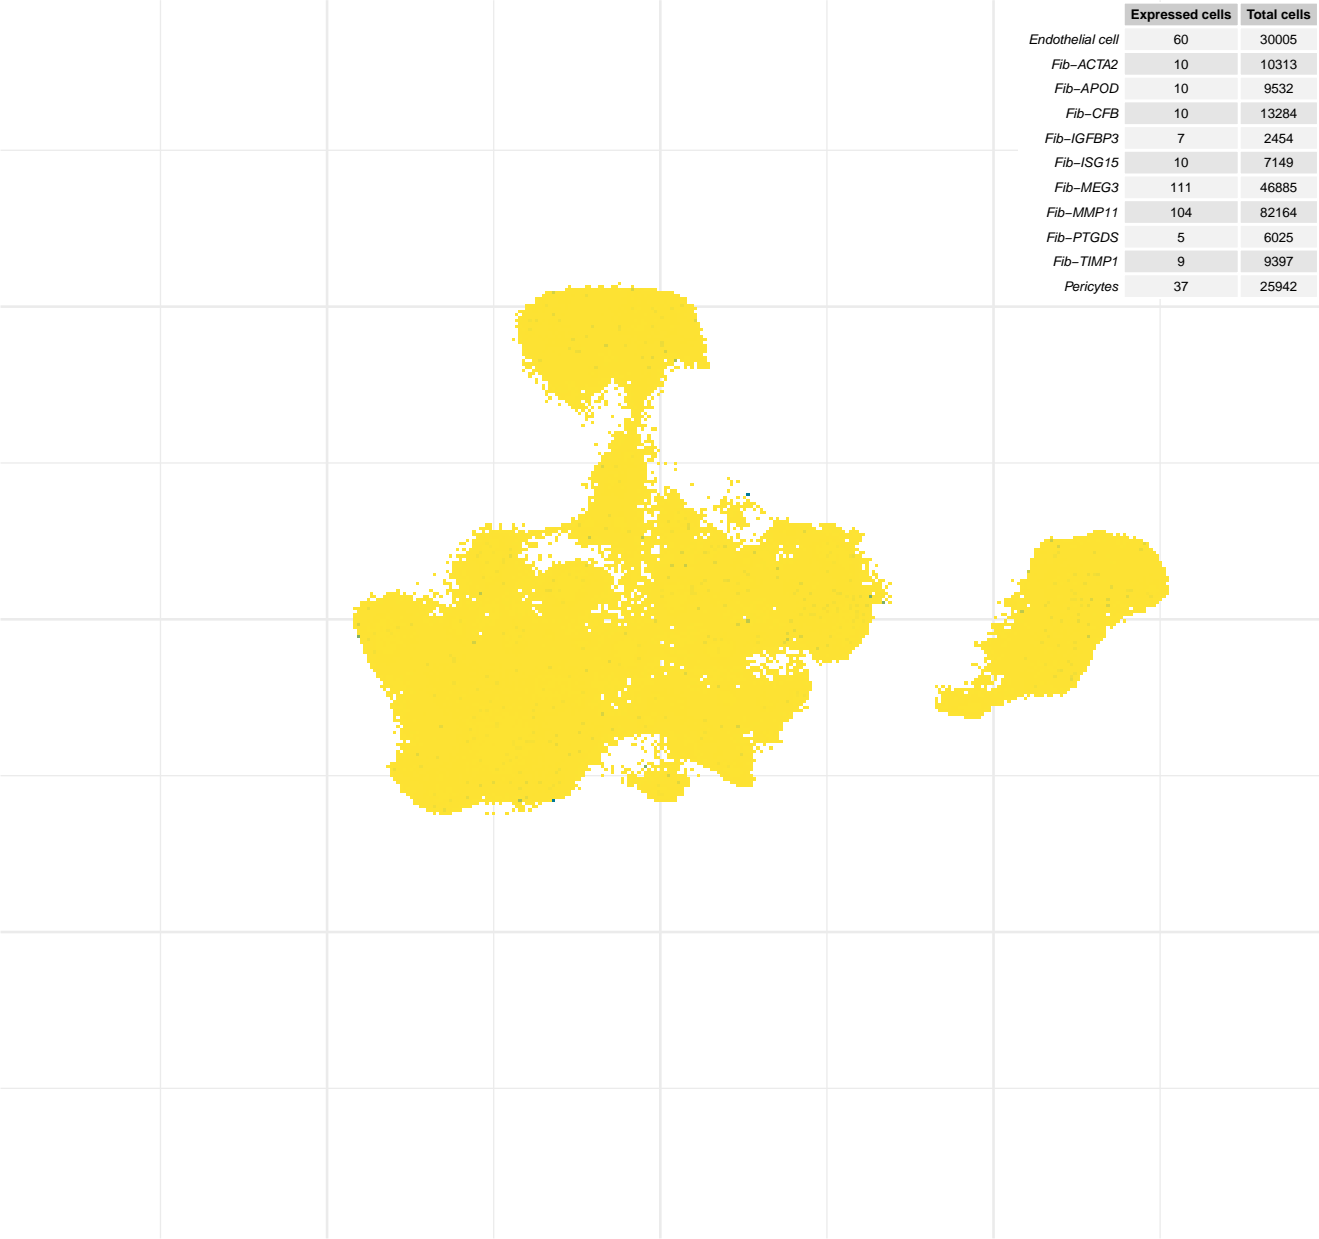 Expressed cells Total cells
Endothelial cell 60 30005
Fib−ACTA2 10 10313
Fib−APOD 10 9532
Fib−CFB 10 13284
Fib−IGFBP3 7 2454
Fib−ISG15 10 7149
Fib−MEG3 111 46885
Fib−MMP11 104 82164
Fib−PTGDS 5 6025
Fib−TIMP1 9 9397
Pericytes 37 25942